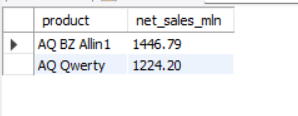 product net_sales_mln
AQ BZ Allin1 1446.79
AQ Qwerty 1224.20